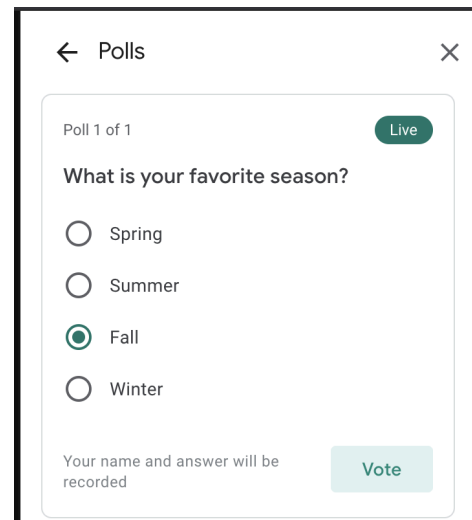 Polls
Poll 1 of 1
Live
What is your favorite season?
Spring
Summer
Fall
Winter
Your name and answer will be
recorded
Vote